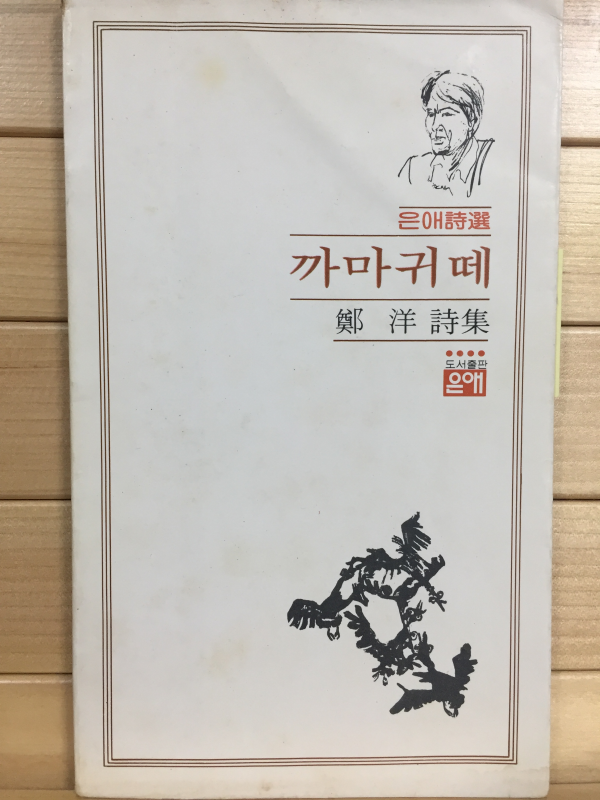 은애詩選
까마귀떼
鄭 洋 詩集
도서출판
은애